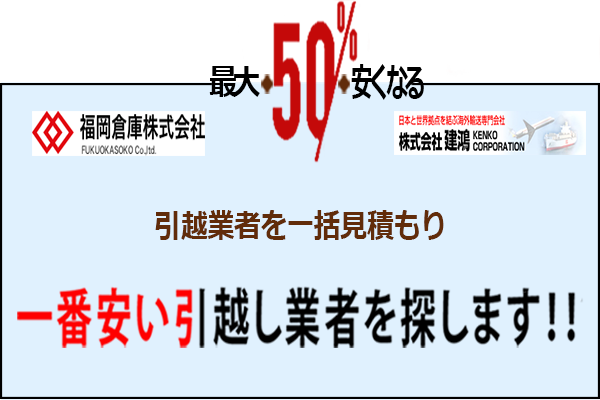 最大50%安くなる
福岡倉庫株式会社
FUKUOKASOKO Co,ltd.
日本と世界拠点を結ぶ海外輸送専門会社
株式会社 建鴻 KENKO CORPORATION
引越業者を一括見積もり
一番安い引越し業者を探します!!